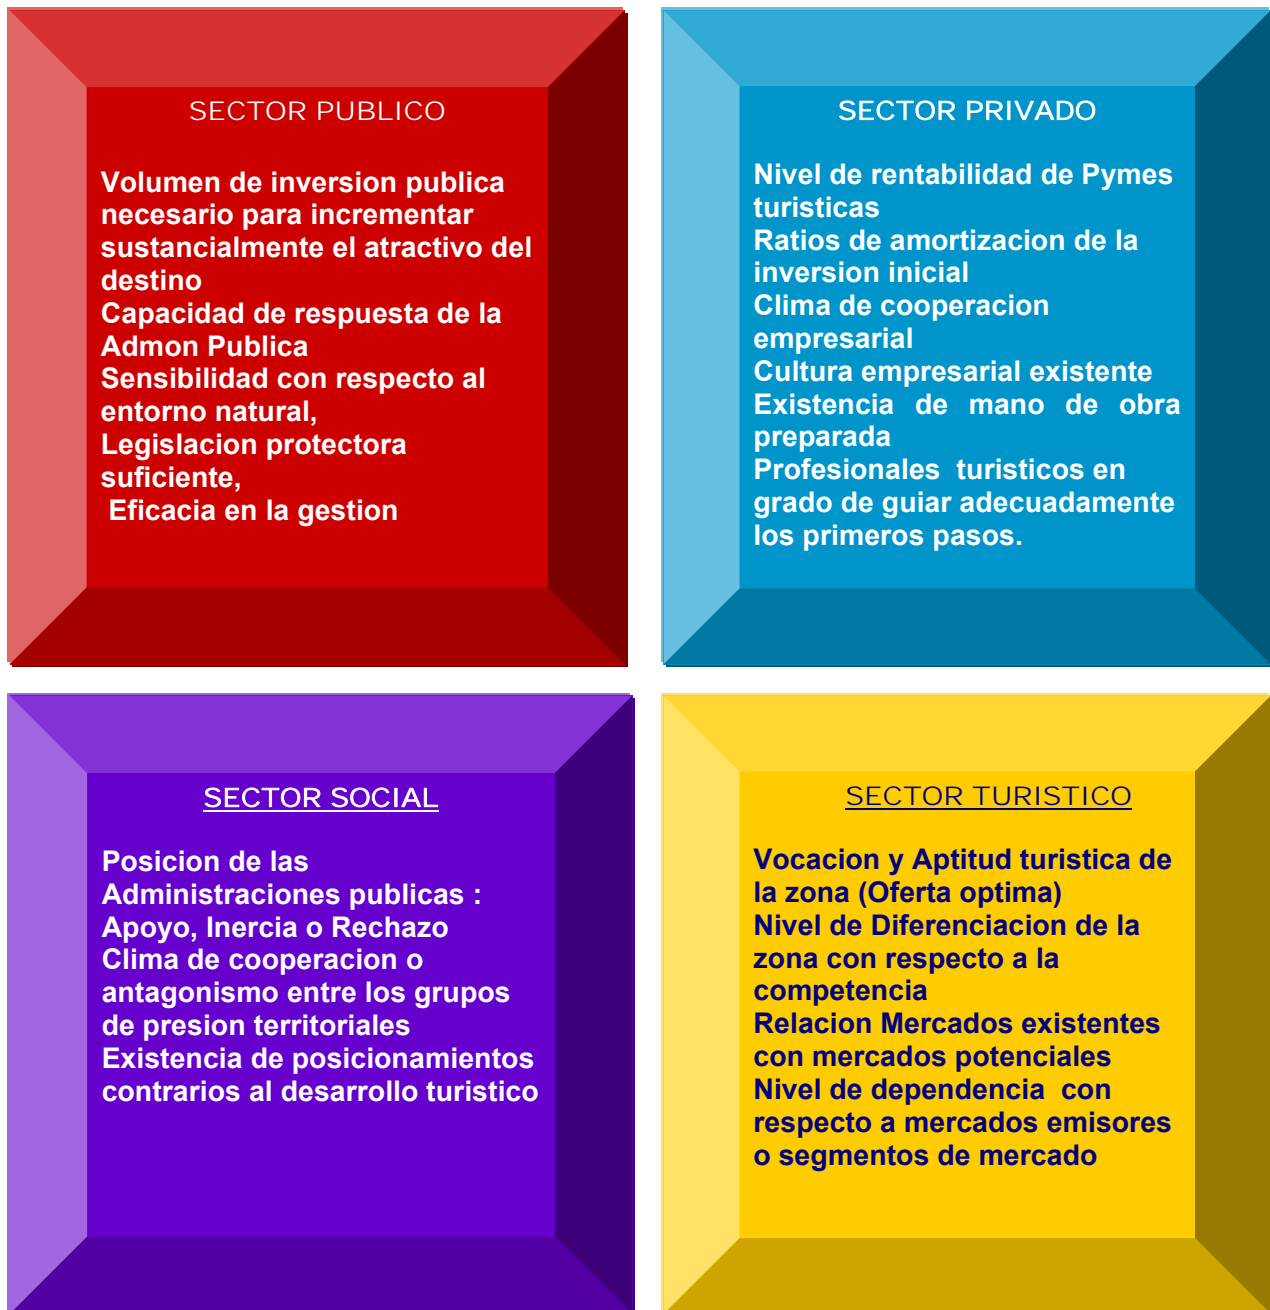 SECTOR PUBLICO
Volumen de inversion publica
necesario para incrementar
sustancialmente el atractivo del
destino
Capacidad de respuesta de la
Admon Publica
Sensibilidad con respecto al
entorno natural,
Legislacion protectora
suficiente,
Eficacia en la gestion
SECTOR PRIVADO
Nivel de rentabilidad de Pymes
turisticas
Ratios de amortizacion de la
inversion inicial
Clima de cooperacion
empresarial
Cultura empresarial existente
Existencia de mano de obra
preparada
Profesionales turisticos en
grado de guiar adecuadamente
los primeros pasos.
SECTOR SOCIAL
Posicion de las
Administraciones publicas :
Apoyo, Inercia o Rechazo
Clima de cooperacion o
antagonismo entre los grupos
de presion territoriales
Existencia de posicionamientos
contrarios al desarrollo turistico
SECTOR TURISTICO
Vocacion y Aptitud turistica de
la zona (Oferta optima)
Nivel de Diferenciacion de la
zona con respecto a la
competencia
Relacion Mercados existentes
con mercados potenciales
Nivel de dependencia con
respecto a mercados emisores
o segmentos de mercado